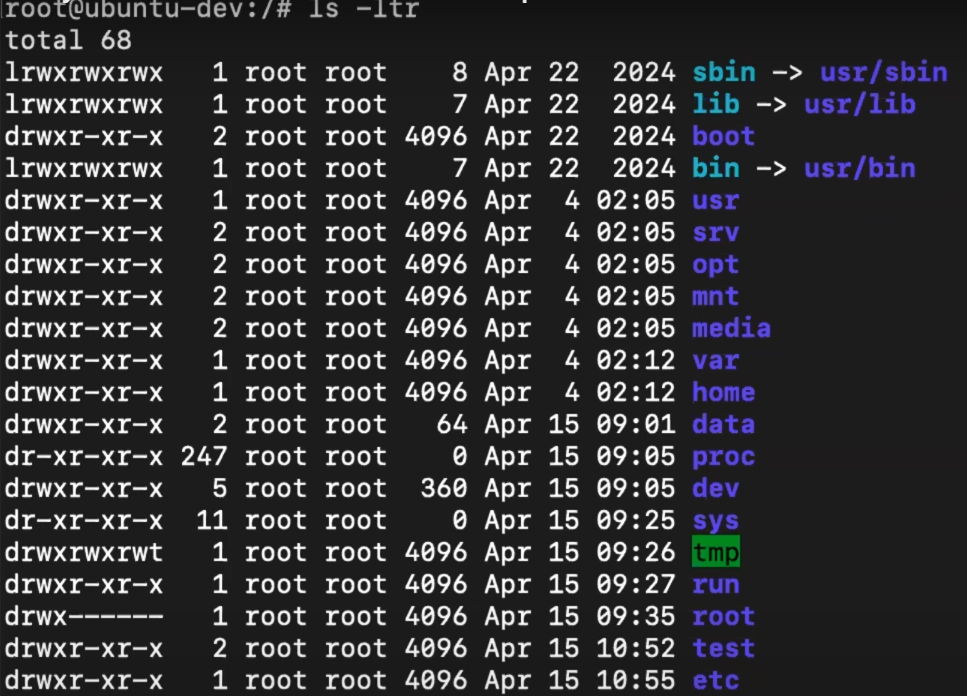 root@ubuntu-dev:/# ls -ltr
total 68
lrwxrwxrwx   1 root root    8 Apr 22  2024 sbin -> usr/sbin
lrwxrwxrwx   1 root root    7 Apr 22  2024 lib -> usr/lib
drwxr-xr-x   2 root root 4096 Apr 22  2024 boot
lrwxrwxrwx   1 root root    7 Apr 22  2024 bin -> usr/bin
drwxr-xr-x   1 root root 4096 Apr  4 02:05 usr
drwxr-xr-x   2 root root 4096 Apr  4 02:05 srv
drwxr-xr-x   2 root root 4096 Apr  4 02:05 opt
drwxr-xr-x   2 root root 4096 Apr  4 02:05 mnt
drwxr-xr-x   2 root root 4096 Apr  4 02:05 media
drwxr-xr-x   1 root root 4096 Apr  4 02:12 var
drwxr-xr-x   1 root root 4096 Apr  4 02:12 home
drwxr-xr-x   2 root root   64 Apr 15 09:01 data
dr-xr-xr-x 247 root root    0 Apr 15 09:05 proc
drwxr-xr-x   5 root root  360 Apr 15 09:05 dev
dr-xr-xr-x  11 root root    0 Apr 15 09:25 sys
drwxrwxrwt   1 root root 4096 Apr 15 09:26 tmp
drwxr-xr-x   1 root root 4096 Apr 15 09:27 run
drwx------   1 root root 4096 Apr 15 09:35 root
drwxr-xr-x   2 root root 4096 Apr 15 10:52 test
drwxr-xr-x   1 root root 4096 Apr 15 10:55 etc